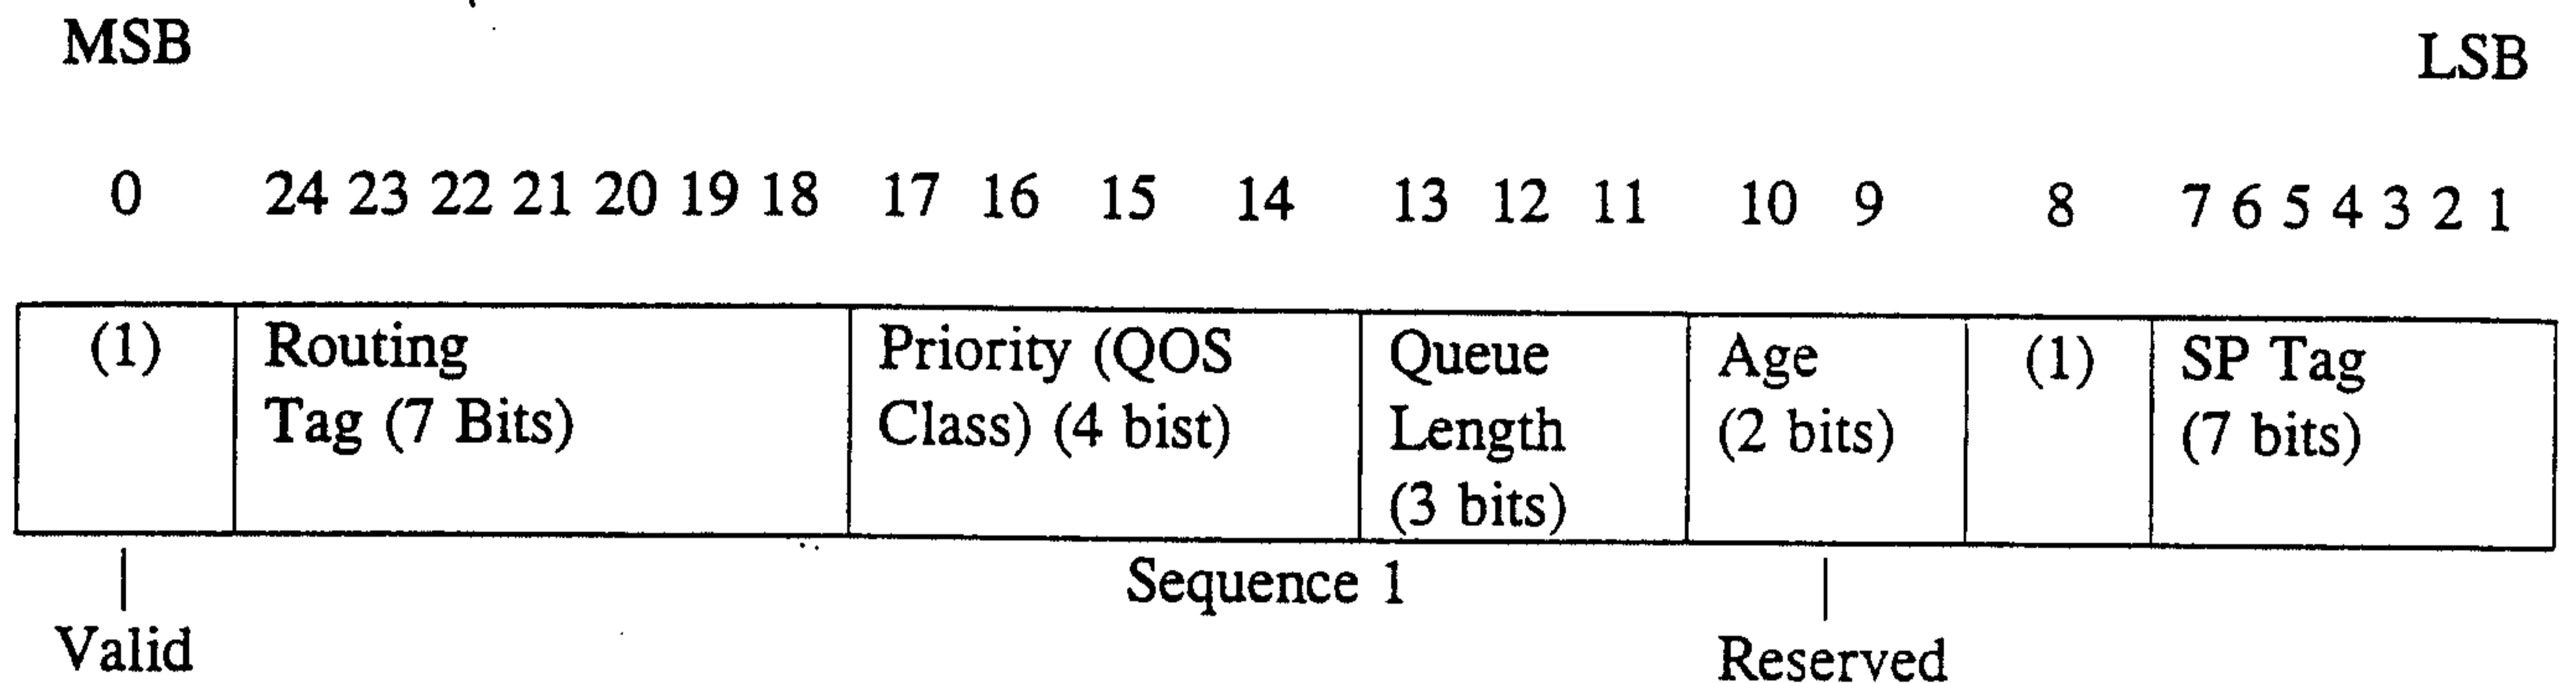 MSB LSB
0 24 23 22 21 20 19 18 17 16 15 14 13 12 11 10 9 8 7 6 5 4 3 2 1
(1)
Routing
Tag (7 Bits)
Priority (QOS
Class) (4 bist)
Queue
Length
(3 bits)
Age
(2 bits)
(1)
SP Tag
(7 bits)
Sequence 1
Valid
Reserved